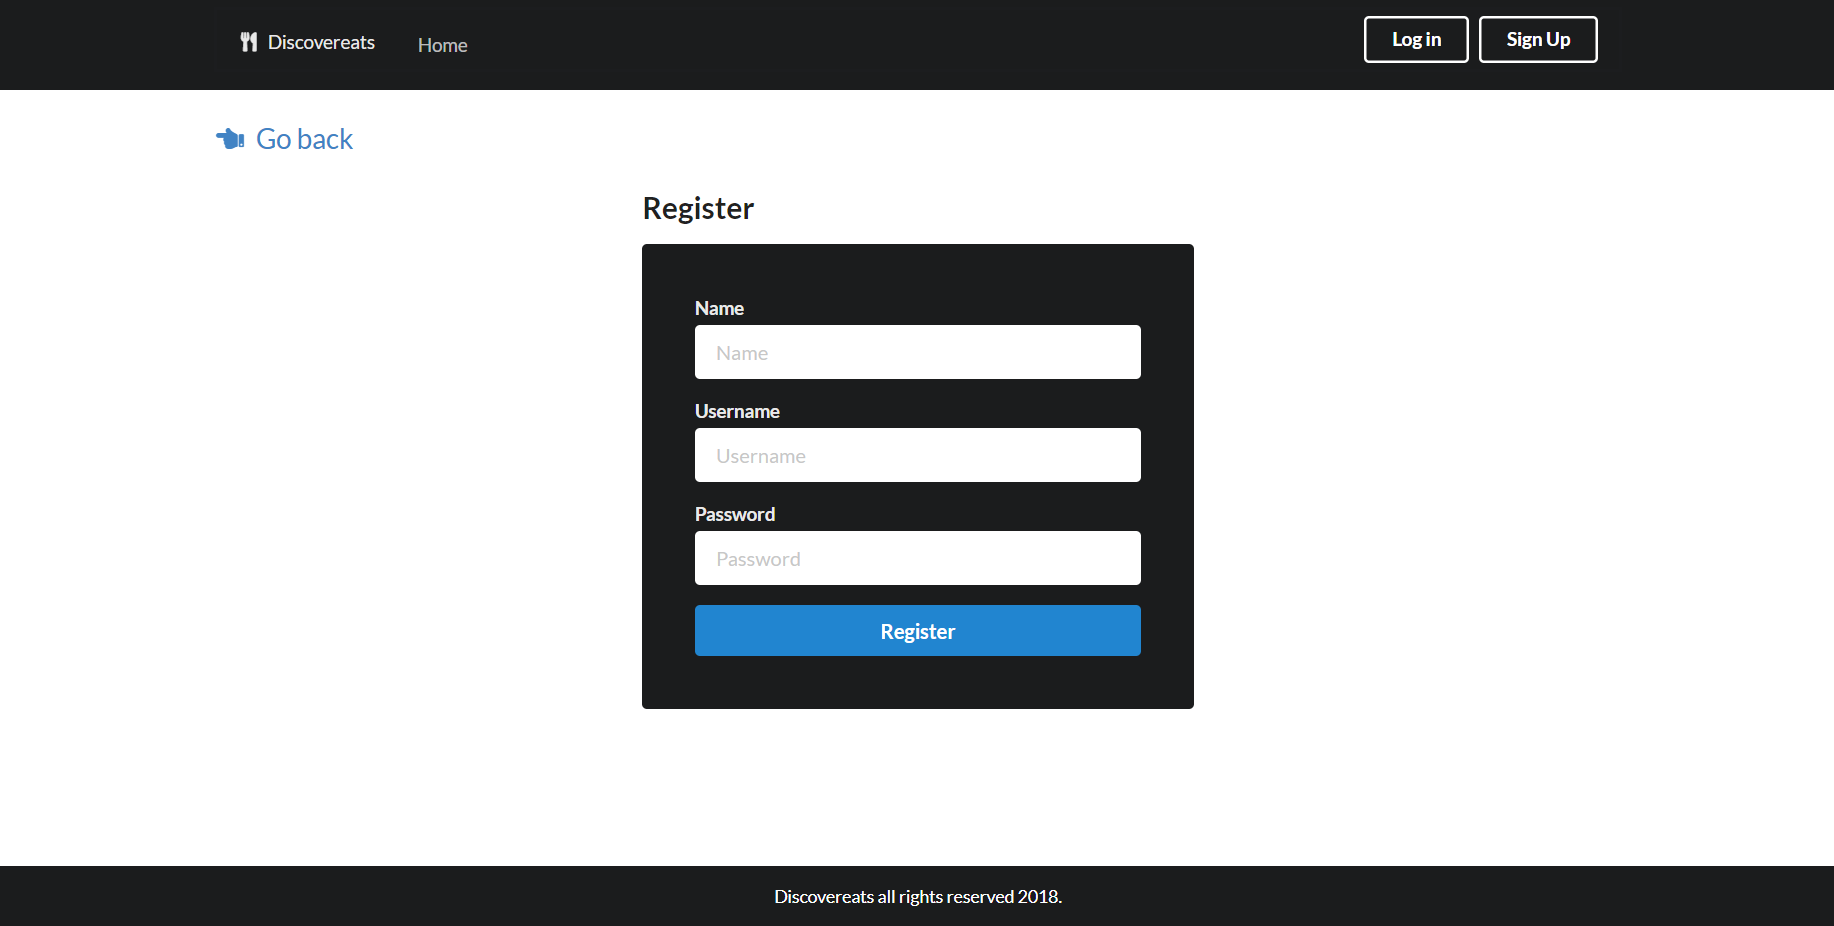 Discovereats Home Log in Sign Up
Go back
Register
Name
Name
Username
Username
Password
Password
Register
Discovereats all rights reserved 2018.